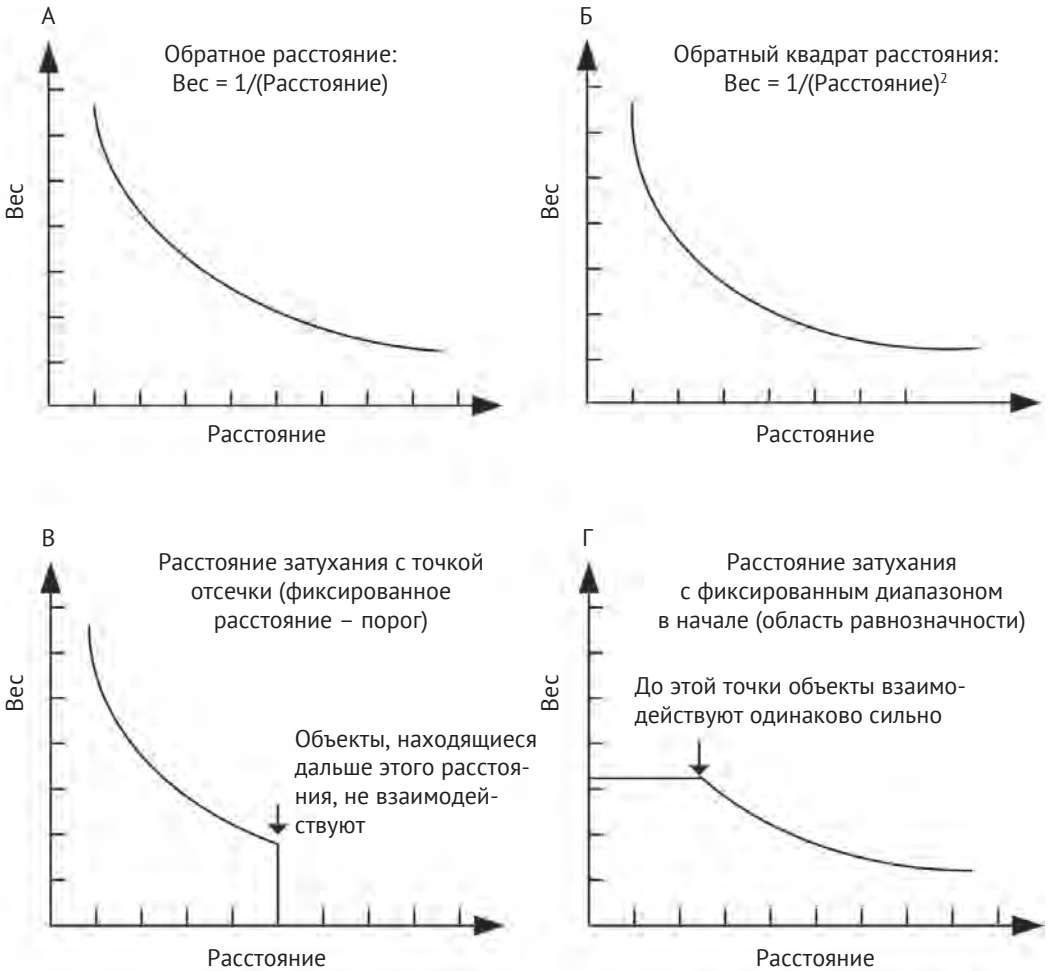 А
Обратное расстояние:
Вес = 1/(Расстояние)
Вес
Расстояние
Б
Обратный квадрат расстояния:
Вес = 1/(Расстояние)²
Вес
Расстояние
В
Расстояние затухания с точкой
отсечки (фиксированное
расстояние – порог)
Объекты, находящиеся
дальше этого расстоя-
ния, не взаимодей-
ствуют
Вес
Расстояние
Г
Расстояние затухания
с фиксированным диапазоном
в начале (область равнозначности)
До этой точки объекты взаимо-
действуют одинаково сильно
Вес
Расстояние